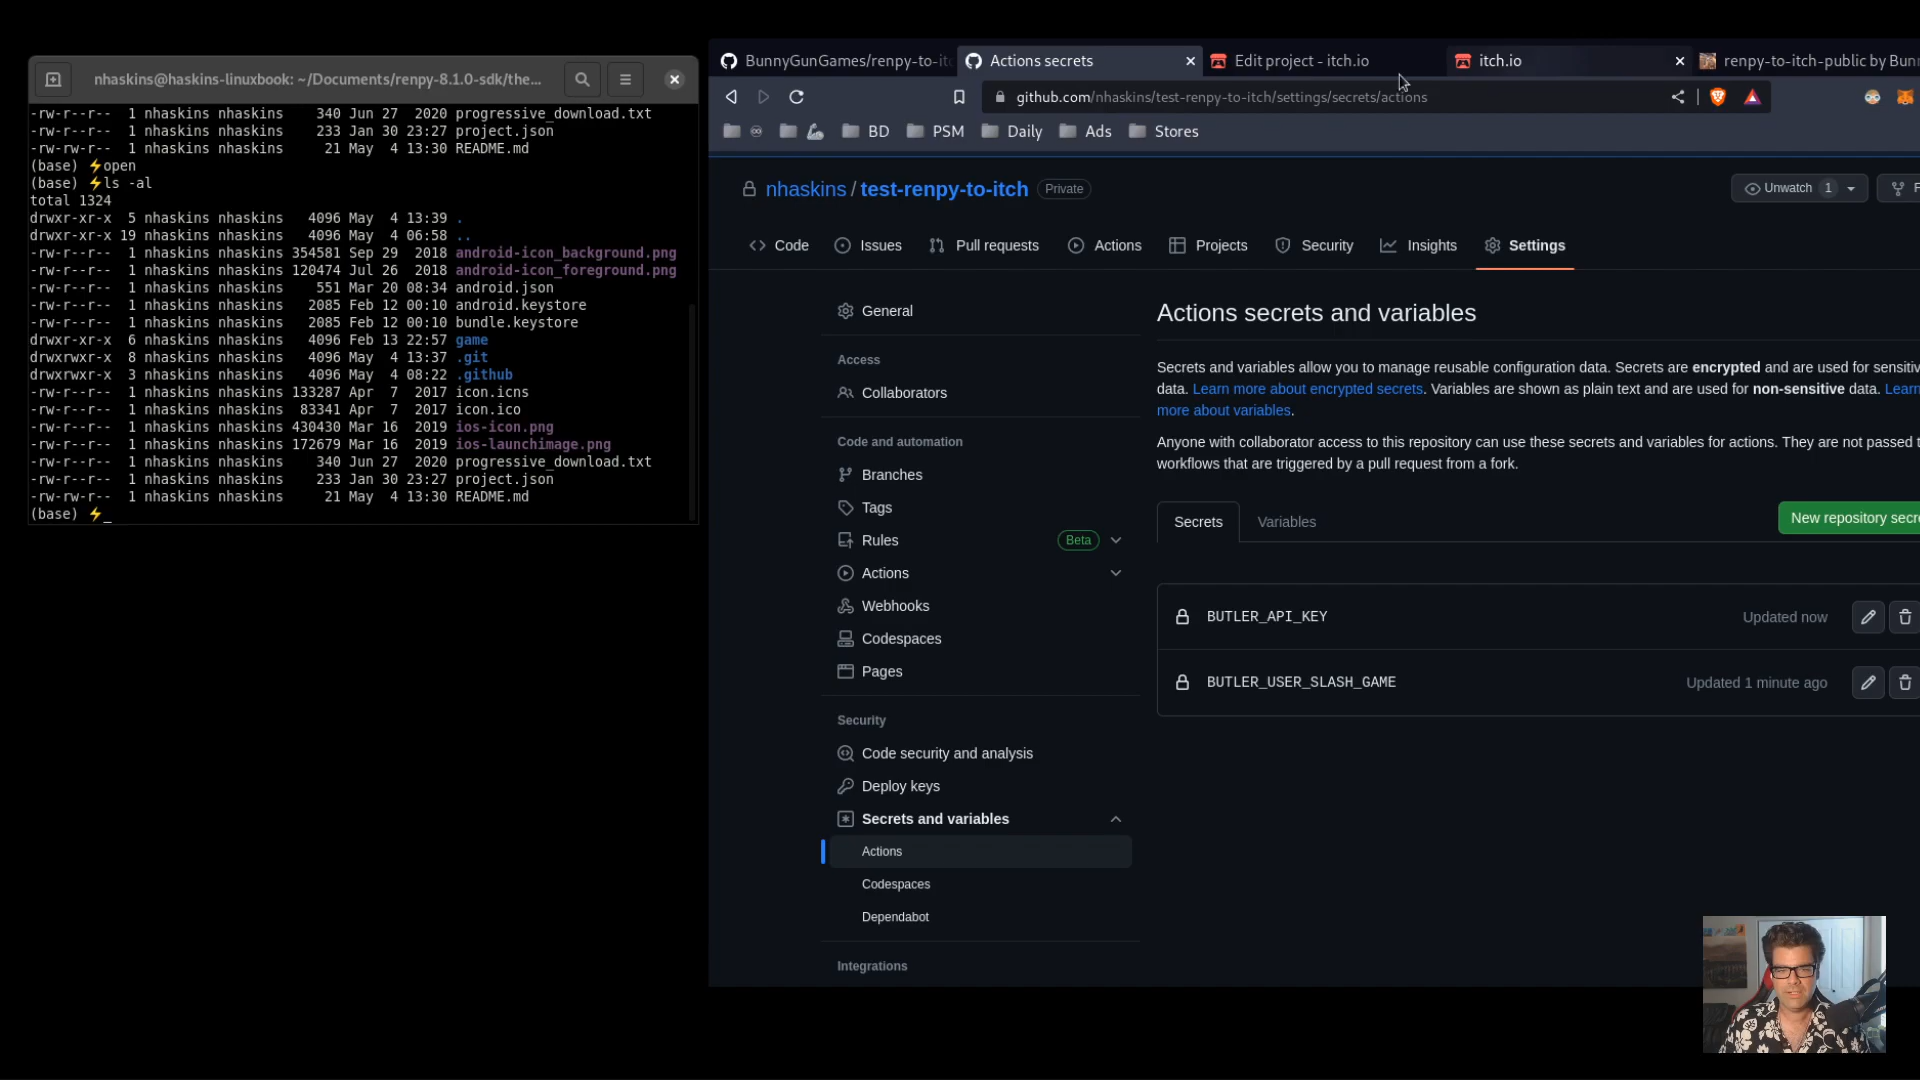 nhaskins@haskins-linuxbook: ~/Documents/renpy-8.1.0-sdk/the...
-rw-r--r-- 1 nhaskins nhaskins 340 Jun 27 2020 progressive_download.txt
-rw-r--r-- 1 nhaskins nhaskins 233 Jan 30 23:27 project.json
-rw-rw-r-- 1 nhaskins nhaskins 21 May 4 13:30 README.md
(base) ⚡open
(base) ⚡ls -al
total 1324
drwxr-xr-x 5 nhaskins nhaskins 4096 May 4 13:39 .
drwxr-xr-x 19 nhaskins nhaskins 4096 May 4 06:58 ..
-rw-r--r-- 1 nhaskins nhaskins 354581 Sep 29 2018 android-icon_background.png
-rw-r--r-- 1 nhaskins nhaskins 120474 Jul 26 2018 android-icon_foreground.png
-rw-r--r-- 1 nhaskins nhaskins 551 Mar 20 08:34 android.json
-rw-r--r-- 1 nhaskins nhaskins 2085 Feb 12 00:10 android.keystore
-rw-r--r-- 1 nhaskins nhaskins 2085 Feb 12 00:10 bundle.keystore
drwxr-xr-x 6 nhaskins nhaskins 4096 Feb 13 22:57 game
drwxrwxr-x 8 nhaskins nhaskins 4096 May 4 13:37 .git
drwxrwxr-x 3 nhaskins nhaskins 4096 May 4 08:22 .github
-rw-r--r-- 1 nhaskins nhaskins 133287 Apr 7 2017 icon.icns
-rw-r--r-- 1 nhaskins nhaskins 83341 Apr 7 2017 icon.ico
-rw-r--r-- 1 nhaskins nhaskins 430430 Mar 16 2019 ios-icon.png
-rw-r--r-- 1 nhaskins nhaskins 172679 Mar 16 2019 ios-launchimage.png
-rw-r--r-- 1 nhaskins nhaskins 340 Jun 27 2020 progressive_download.txt
-rw-r--r-- 1 nhaskins nhaskins 233 Jan 30 23:27 project.json
-rw-rw-r-- 1 nhaskins nhaskins 21 May 4 13:30 README.md
(base) ⚡_
BunnyGunGames/renpy-to-itc
Actions secrets
Edit project - itch.io
itch.io
renpy-to-itch-public by Bun
github.com/nhaskins/test-renpy-to-itch/settings/secrets/actions
BD
PSM
Daily
Ads
Stores
nhaskins / test-renpy-to-itch
Private
Unwatch 1
F
Code
Issues
Pull requests
Actions
Projects
Security
Insights
Settings
General
Access
Collaborators
Code and automation
Branches
Tags
Rules
Beta
Actions
Webhooks
Codespaces
Pages
Security
Code security and analysis
Deploy keys
Secrets and variables
Actions
Codespaces
Dependabot
Integrations
Actions secrets and variables
Secrets and variables allow you to manage reusable configuration data. Secrets are encrypted and are used for sensitiv
data. Learn more about encrypted secrets. Variables are shown as plain text and are used for non-sensitive data. Learn
more about variables.
Anyone with collaborator access to this repository can use these secrets and variables for actions. They are not passed t
workflows that are triggered by a pull request from a fork.
Secrets
Variables
New repository secre
BUTLER_API_KEY
Updated now
BUTLER_USER_SLASH_GAME
Updated 1 minute ago